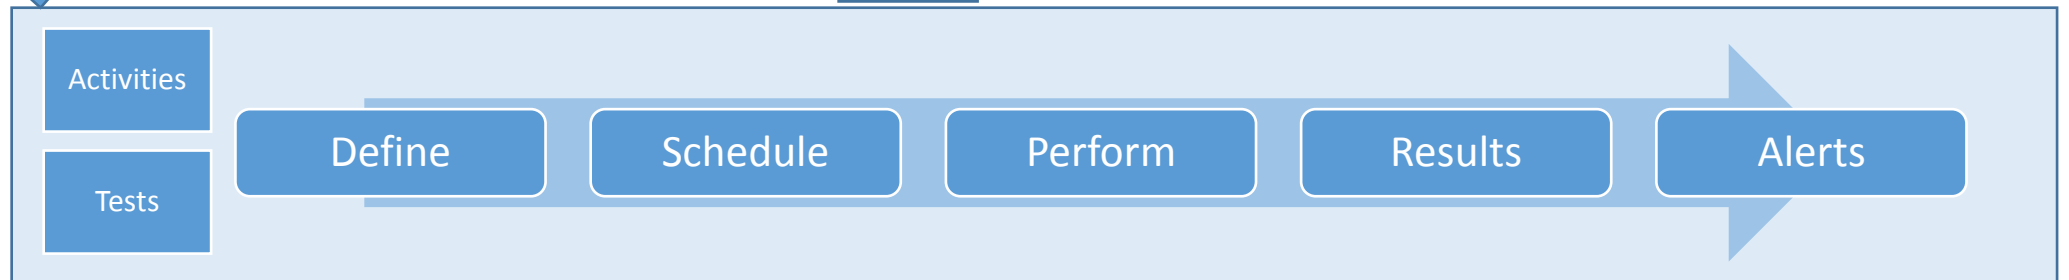 Activities
Tests
Define
Schedule
Perform
Results
Alerts